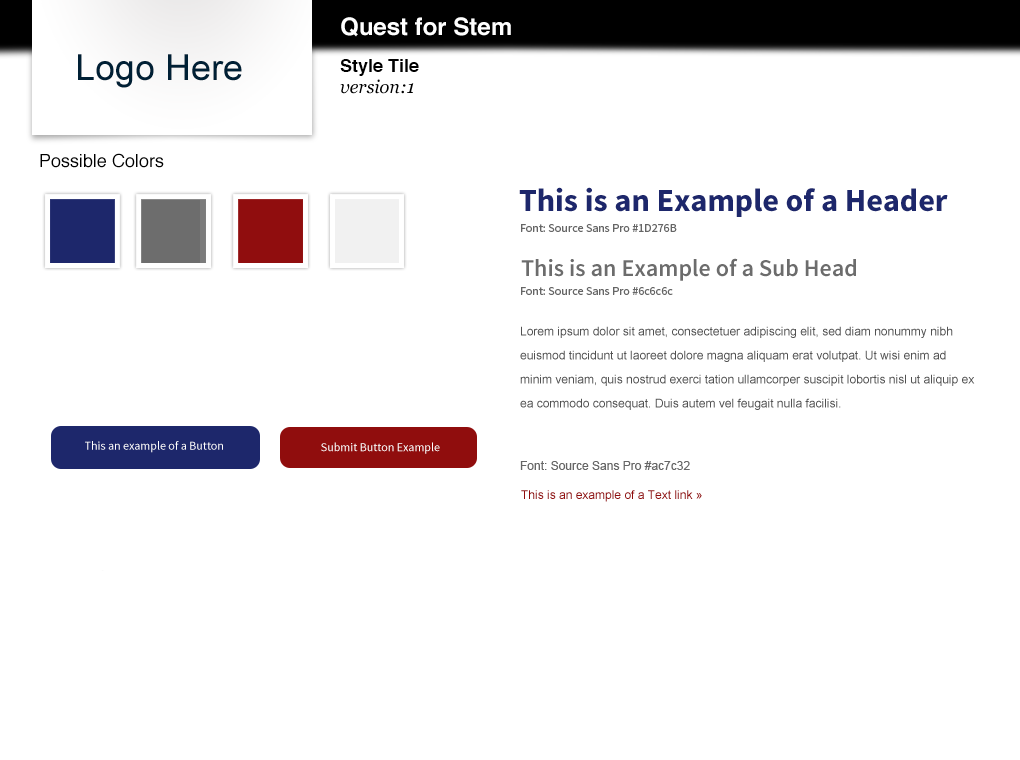 Quest for Stem
Logo Here
Style Tile
version:1
Possible Colors
This is an Example of a Header
Font: Source Sans Pro #1D276B
This is an Example of a Sub Head
Font: Source Sans Pro #6c6c6c
Lorem ipsum dolor sit amet, consectetuer adipiscing elit, sed diam nonummy nibh
euismod tincidunt ut laoreet dolore magna aliquam erat volutpat. Ut wisi enim ad
minim veniam, quis nostrud exerci tation ullamcorper suscipit lobortis nisl ut aliquip ex
ea commodo consequat. Duis autem vel feugait nulla facilisi.
This an example of a Button
Submit Button Example
Font: Source Sans Pro #ac7c32
This is an example of a Text link »